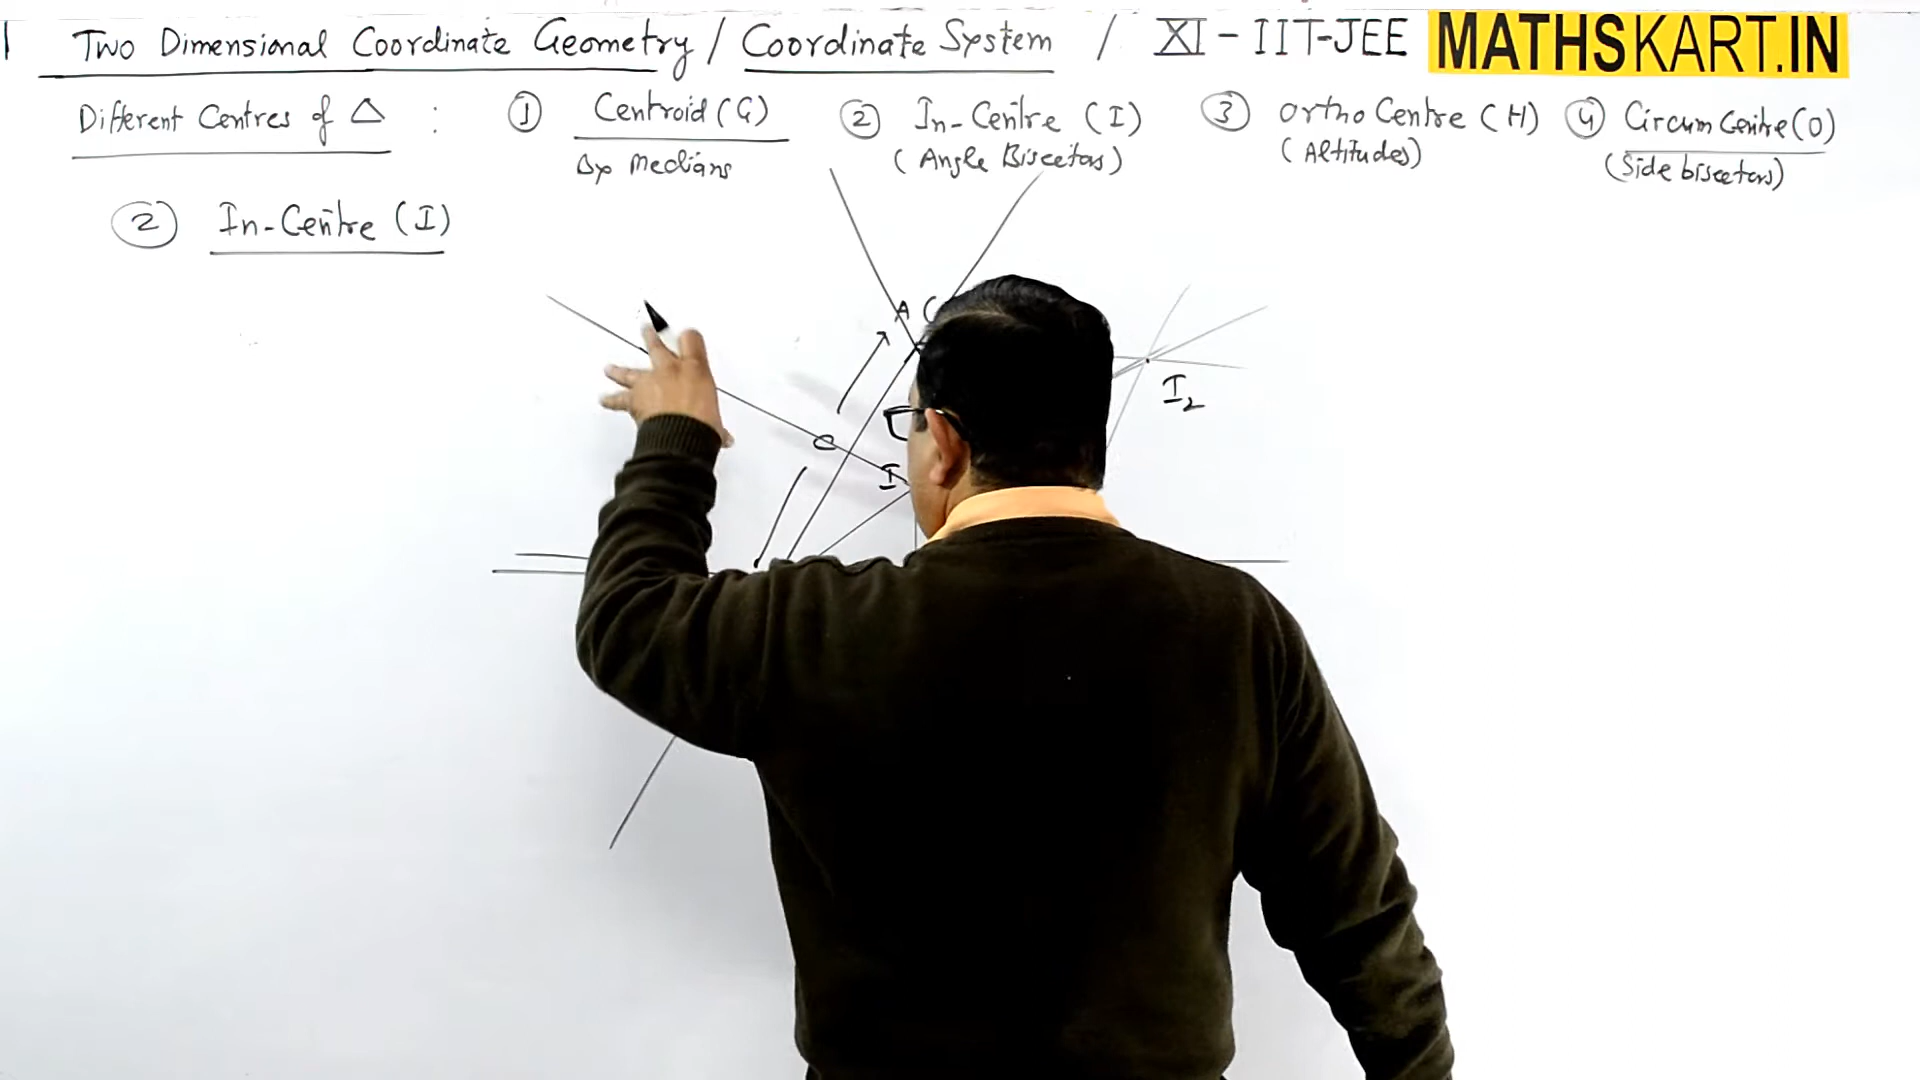 Two Dimensional Coordinate Geometry / Coordinate System / XI - IIT-JEE MATHSKART.IN
Different Centres of Δ : ① Centroid (G) ② In-Centre (I) ③ Ortho Centre (H) ④ Circum Centre (O)
Medians (Angle Bisectors) (Altitudes) (Side bisectors)
② In-Centre (I)
A (
I₂
I